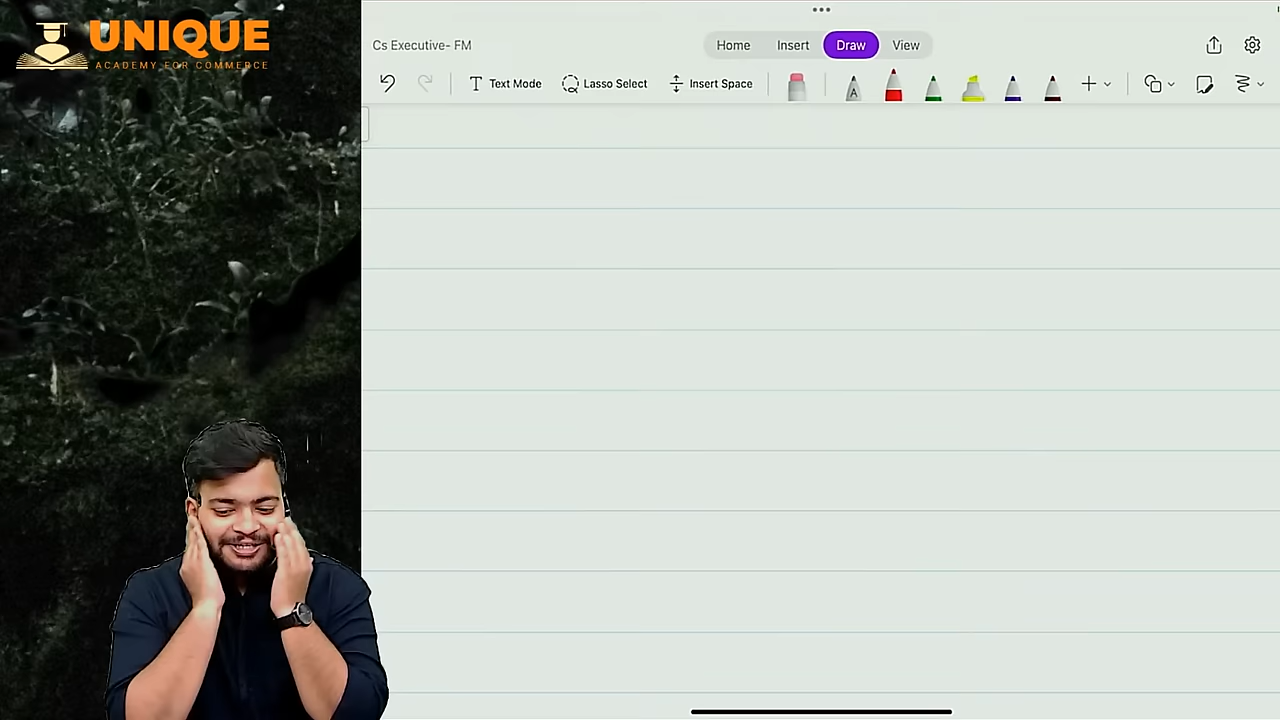 UNIQUE
ACADEMY FOR COMMERCE
Cs Executive- FM
Home
Insert
Draw
View
Text Mode
Lasso Select
Insert Space
A